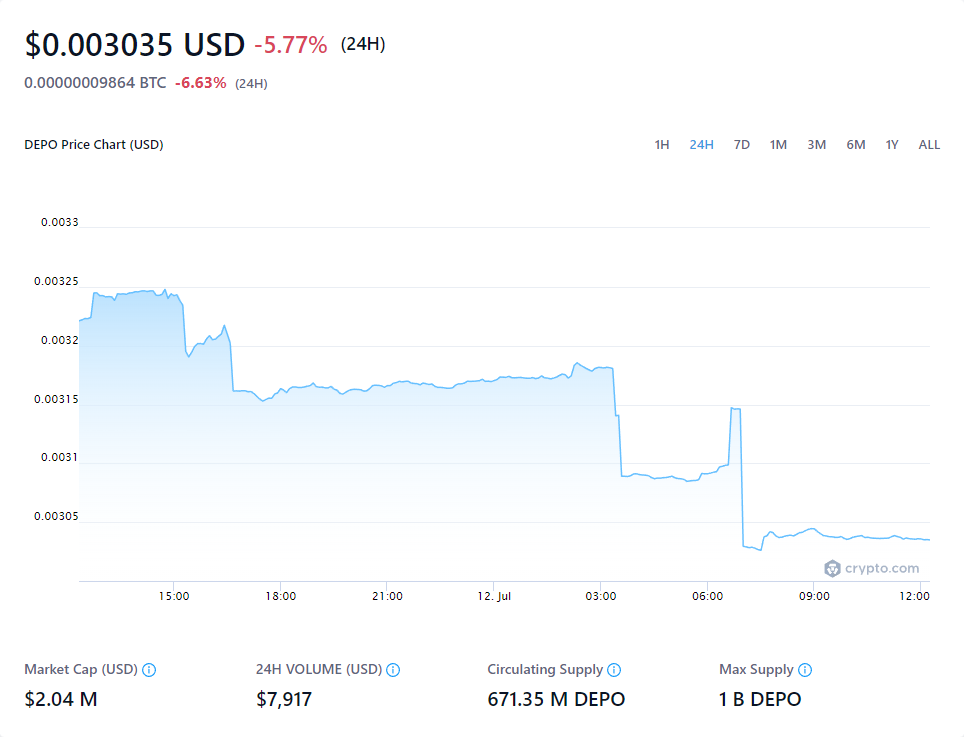 $0.003035 USD -5.77% (24H)
0.00000009864 BTC -6.63% (24H)
DEPO Price Chart (USD) 1H 24H 7D 1M 3M 6M 1Y ALL
0.0033
0.00325
0.0032
0.00315
0.0031
0.00305
crypto.com
15:00 18:00 21:00 12. Jul 03:00 06:00 09:00 12:00
Market Cap (USD) 24H VOLUME (USD) Circulating Supply Max Supply
$2.04 M $7,917 671.35 M DEPO 1 B DEPO